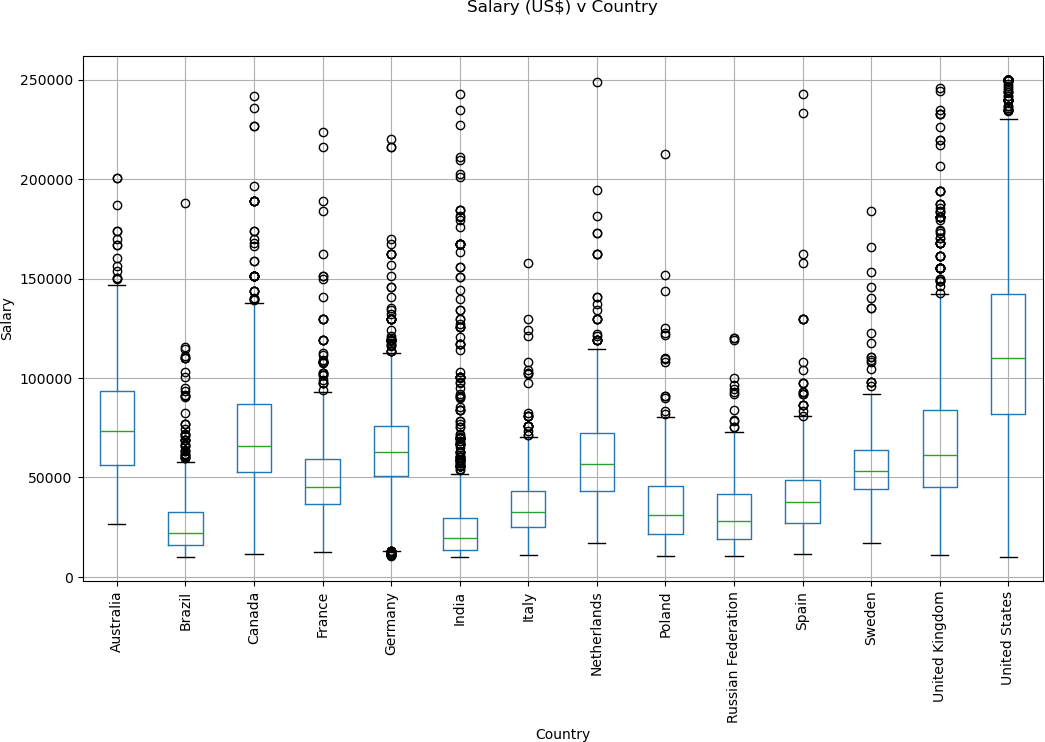 Salary (US$) v Country
250000
200000
150000
100000
50000
0
Salary
Australia
Brazil
Canada
France
Germany
India
Italy
Netherlands
Poland
Russian Federation
Spain
Sweden
United Kingdom
United States
Country